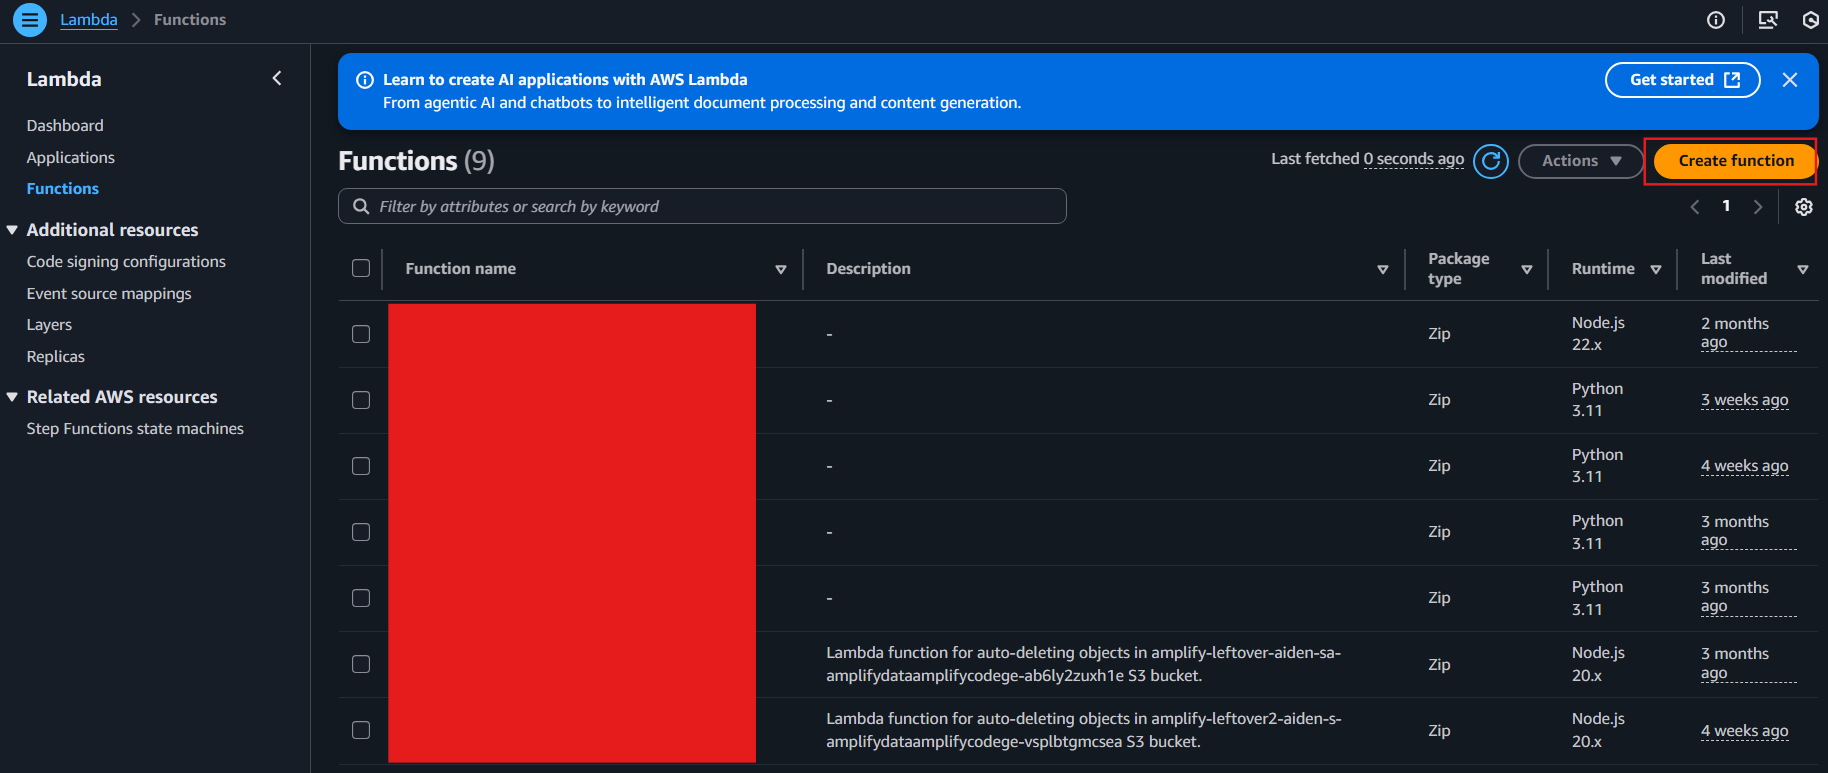 Lambda > Functions
Lambda
Dashboard
Applications
Functions
Additional resources
Code signing configurations
Event source mappings
Layers
Replicas
Related AWS resources
Step Functions state machines
Learn to create AI applications with AWS Lambda
From agentic AI and chatbots to intelligent document processing and content generation.
Get started
Functions (9)
Last fetched 0 seconds ago
Actions
Create function
Filter by attributes or search by keyword
1
Function name
Description
Package
type
Runtime
Last
modified
-
Zip
Node.js
22.x
2 months
ago
-
Zip
Python
3.11
3 weeks ago
-
Zip
Python
3.11
4 weeks ago
-
Zip
Python
3.11
3 months
ago
-
Zip
Python
3.11
3 months
ago
Lambda function for auto-deleting objects in amplify-leftover-aiden-sa-
amplifydataamplifycodege-ab6ly2zuxh1e S3 bucket.
Zip
Node.js
20.x
3 months
ago
Lambda function for auto-deleting objects in amplify-leftover2-aiden-s-
amplifydataamplifycodege-vsplbtgmcsea S3 bucket.
Zip
Node.js
20.x
4 weeks ago